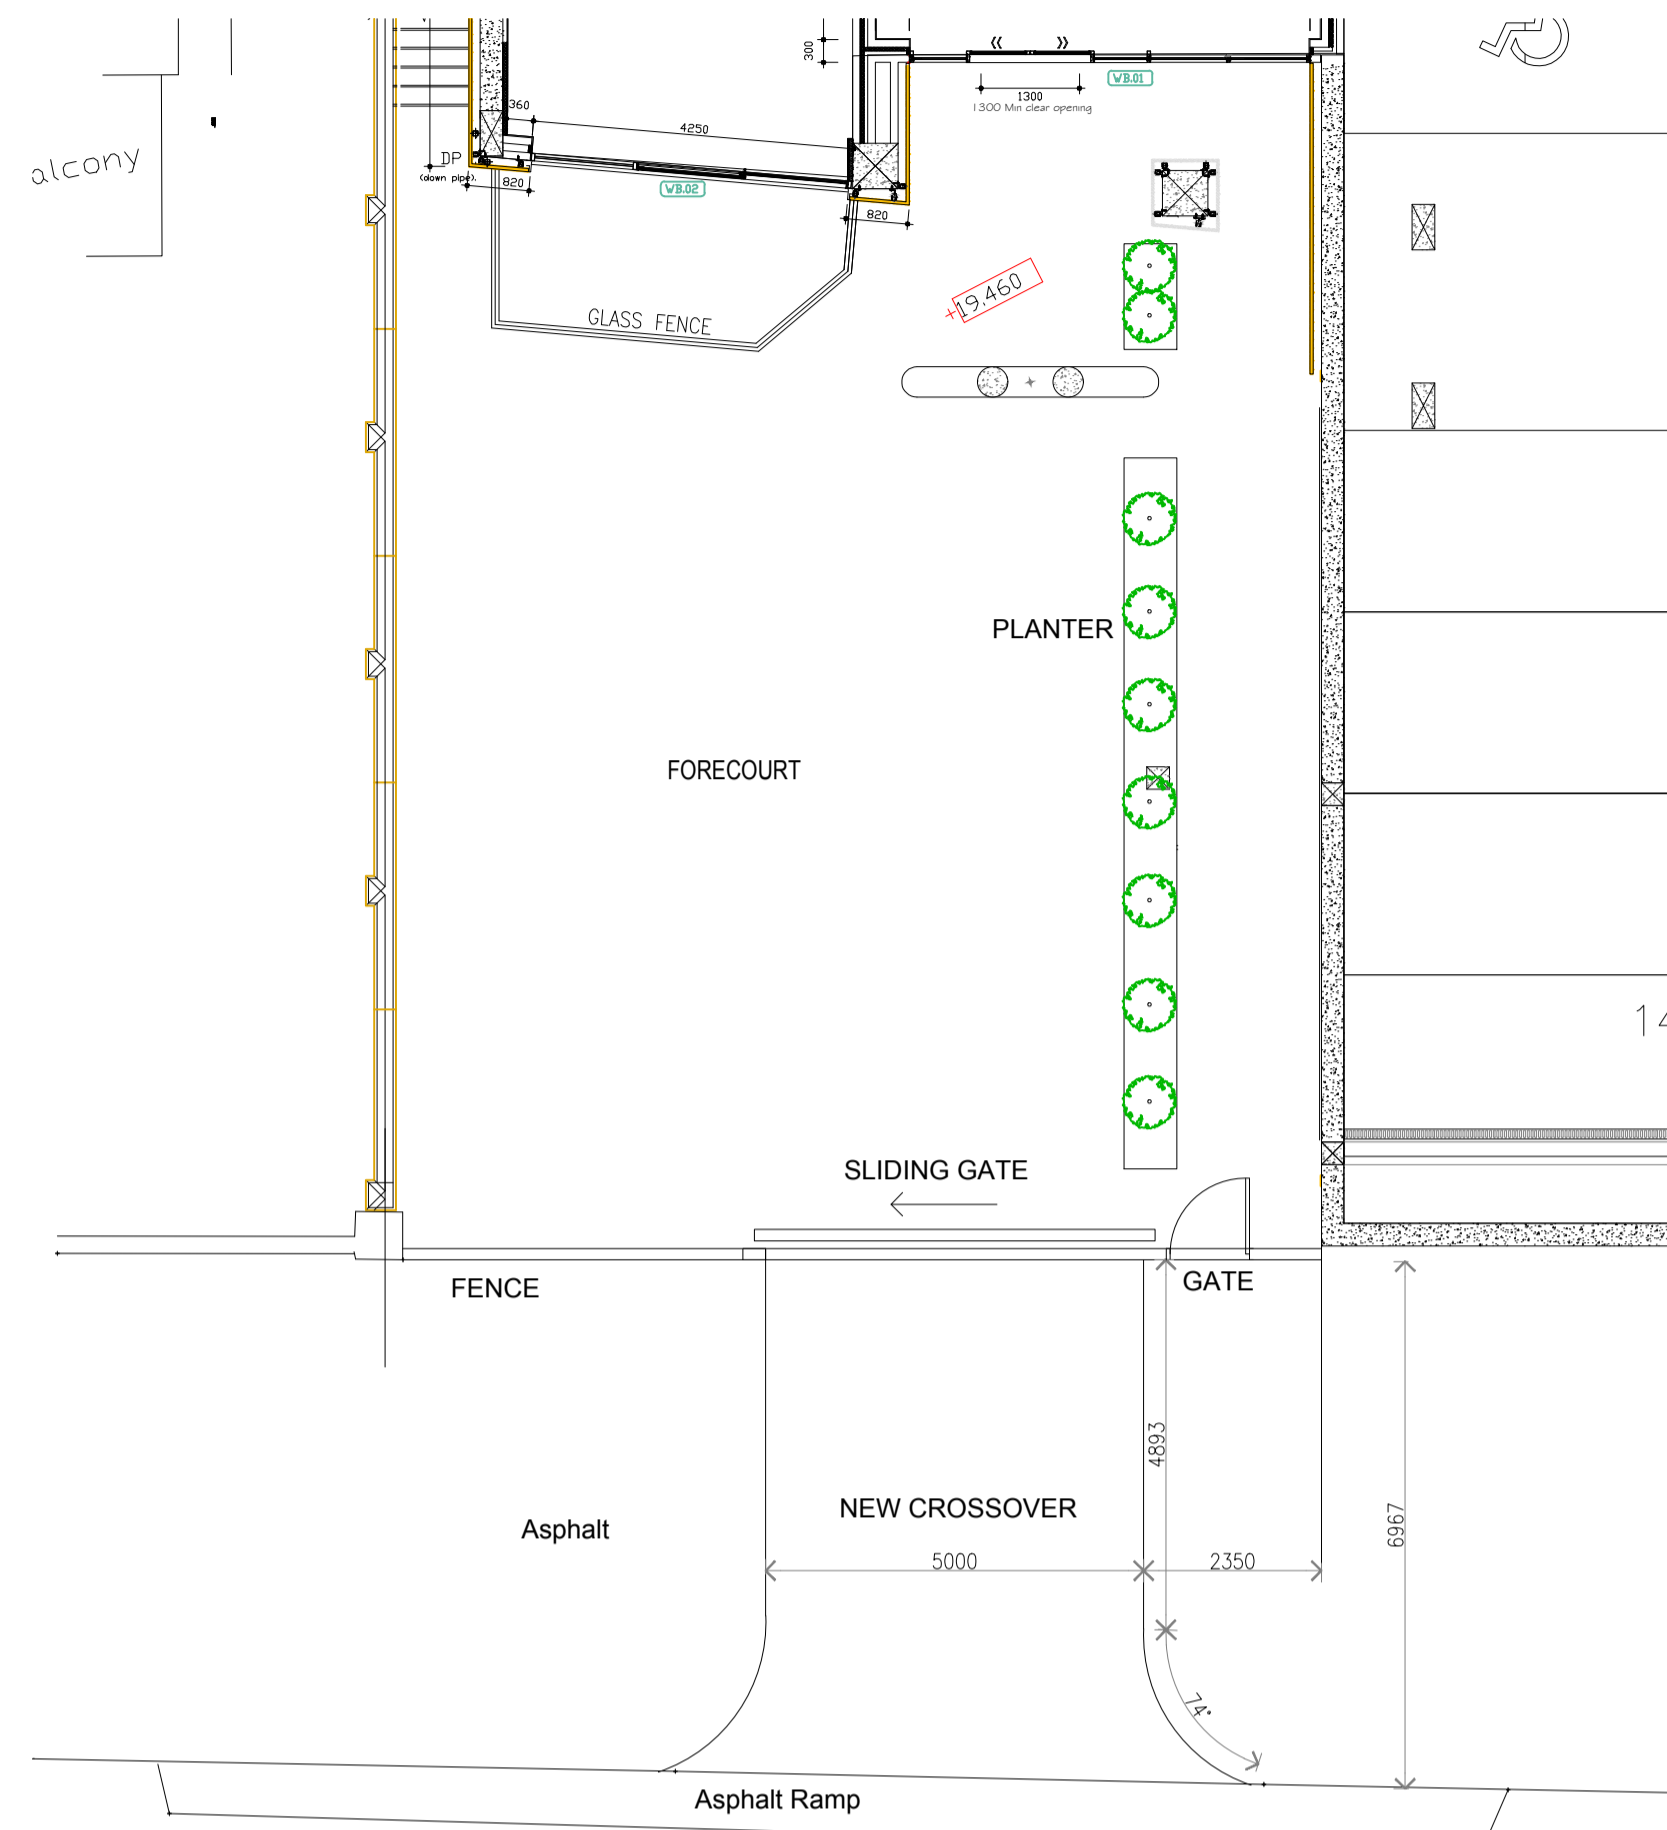 300
WB.01
1300
1300 Min clear opening
360
4250
alcony
DP
(down pipe).
820
WB.02
820
+19.460
GLASS FENCE
PLANTER
FORECOURT
14
SLIDING GATE
FENCE
GATE
4893
6967
NEW CROSSOVER
Asphalt
5000
2350
74°
Asphalt Ramp